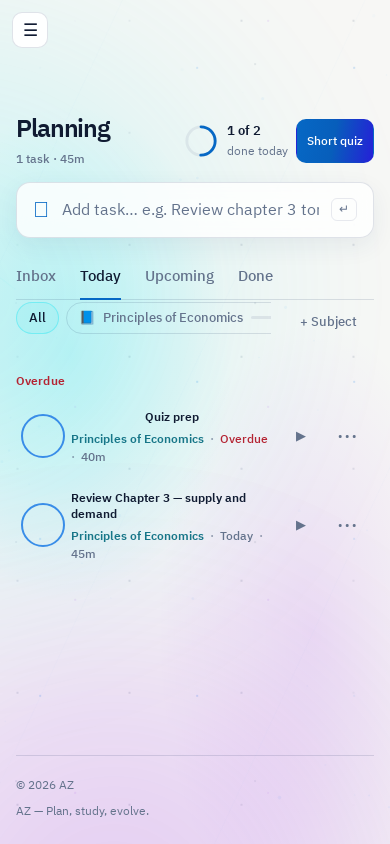 ☰
Planning
1 task · 45m
1 of 2
done today
Short quiz
Add task… e.g. Review chapter 3 tor
↵
Inbox Today Upcoming Done
All 📘 Principles of Economics + Subject
Overdue
Quiz prep
Principles of Economics · Overdue
· 40m
▶ ···
Review Chapter 3 — supply and
demand
Principles of Economics · Today ·
45m
▶ ···
© 2026 AZ
AZ — Plan, study, evolve.